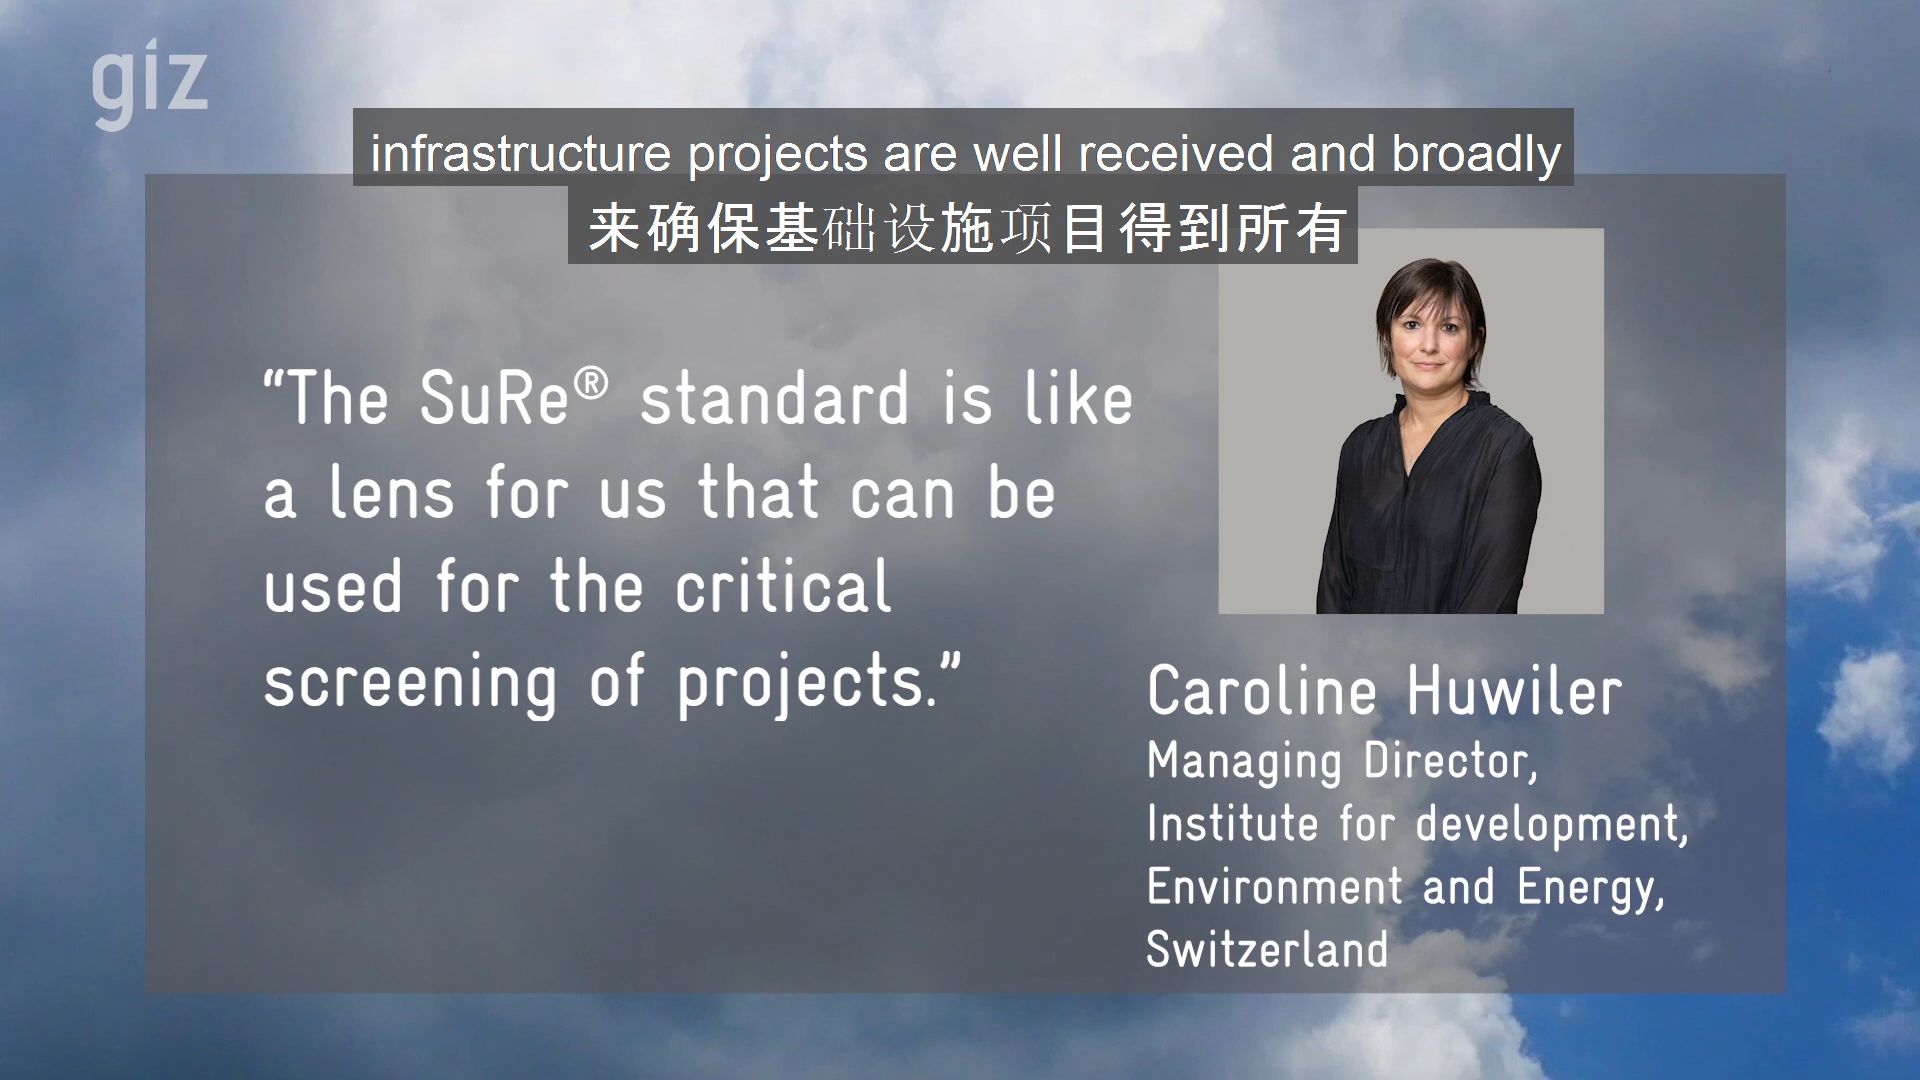 giz
infrastructure projects are well received and broadly
来确保基础设施项目得到所有
“The SuRe® standard is like
a lens for us that can be
used for the critical
screening of projects.”
Caroline Huwiler
Managing Director,
Institute for development,
Environment and Energy,
Switzerland